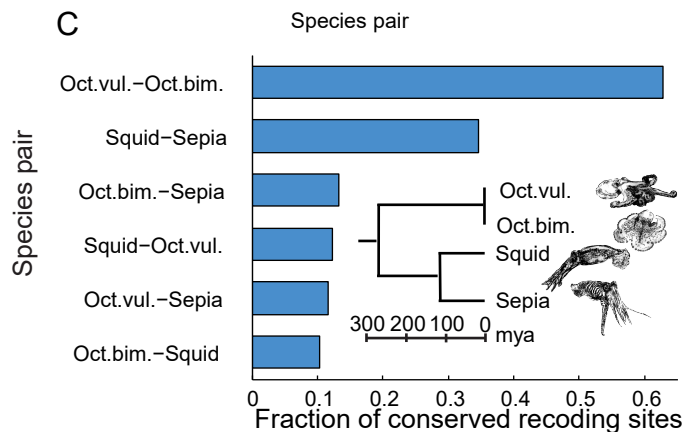 C
Species pair
Species pair
Oct.vul.−Oct.bim.
Squid−Sepia
Oct.bim.−Sepia
Squid−Oct.vul.
Oct.vul.−Sepia
Oct.bim.−Squid
Oct.vul.
Oct.bim.
Squid
Sepia
300 200 100 0
mya
0 0.1 0.2 0.3 0.4 0.5 0.6
Fraction of conserved recoding sites